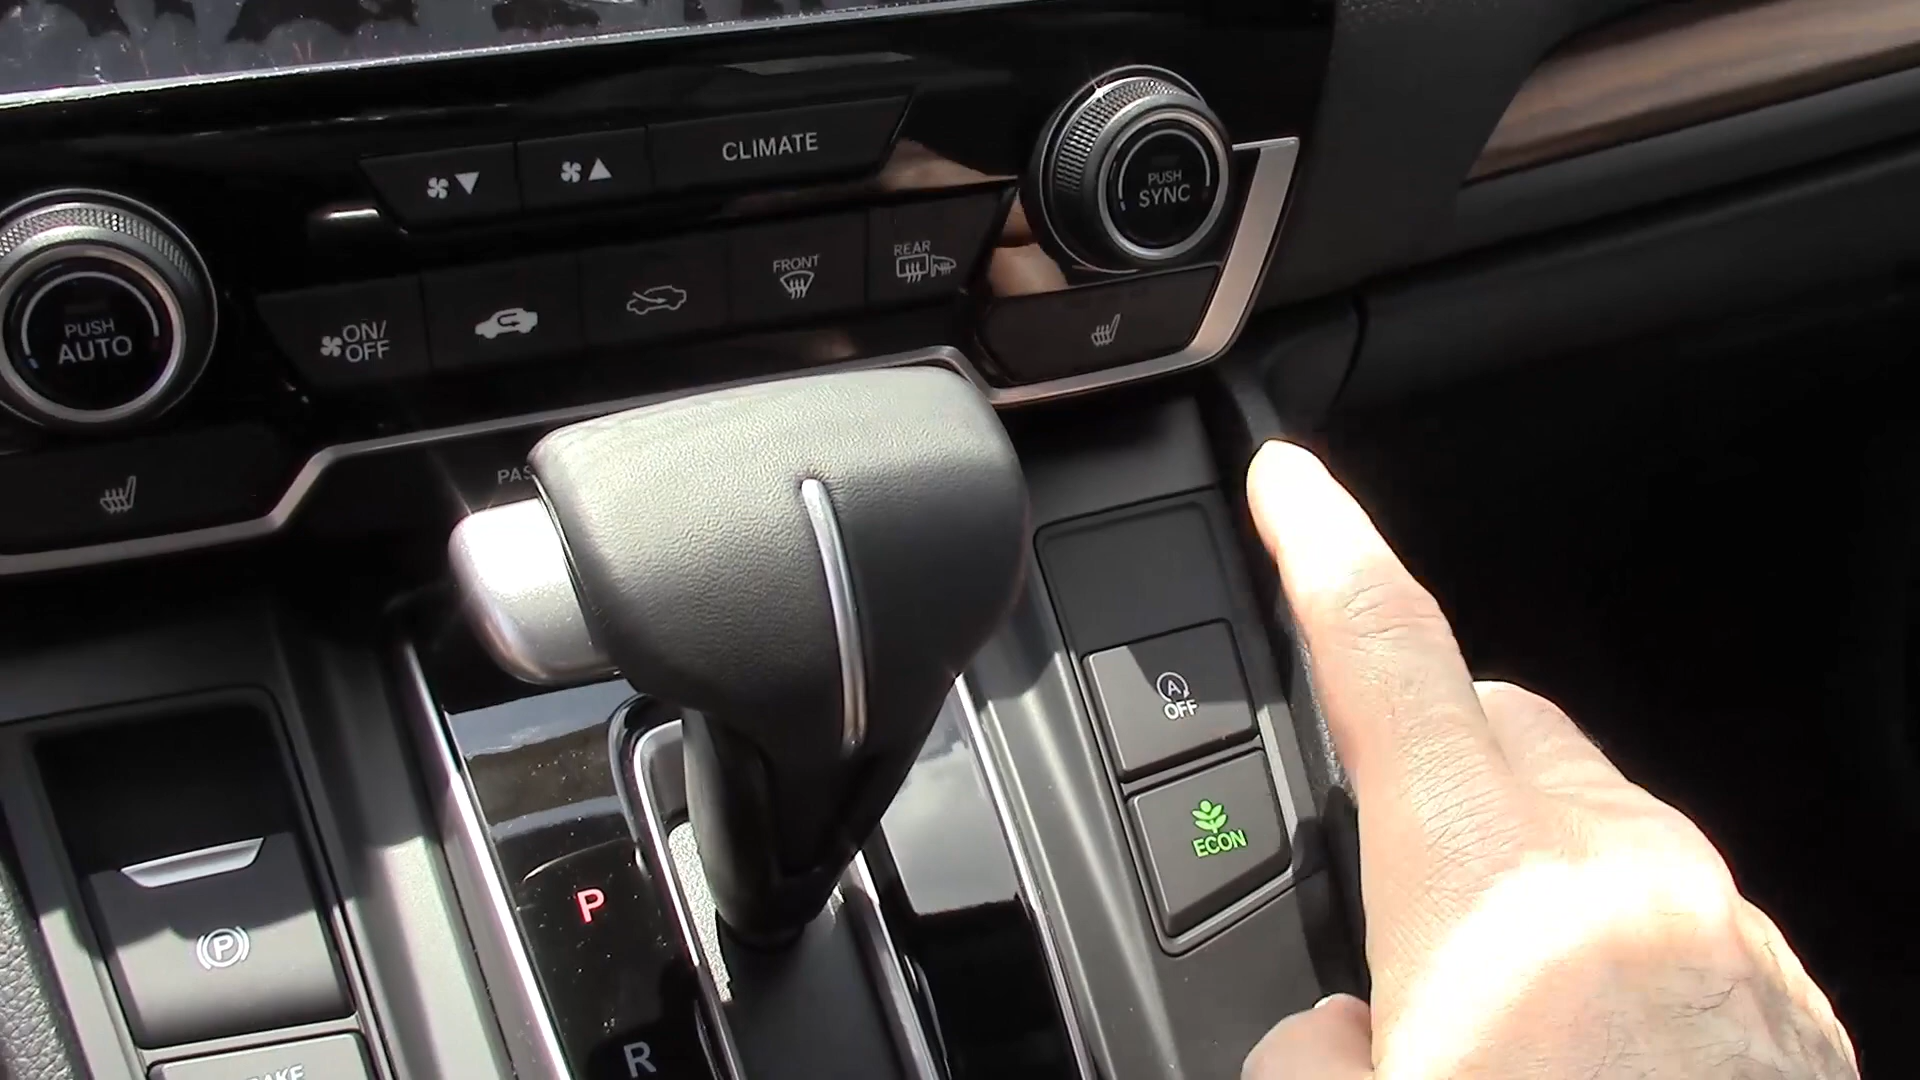 CLIMATE
PUSH
SYNC
REAR
FRONT
ON/
OFF
PUSH
AUTO
A
OFF
ECON
P
P
R